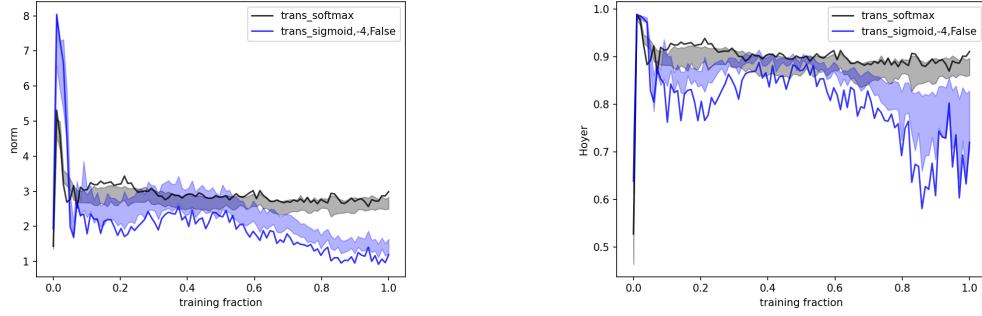 8
7
6
5
4
3
2
1
norm
0.0 0.2 0.4 0.6 0.8 1.0
training fraction
trans_softmax
trans_sigmoid,-4,False
1.0
0.9
0.8
0.7
0.6
0.5
Hoyer
0.0 0.2 0.4 0.6 0.8 1.0
training fraction
trans_softmax
trans_sigmoid,-4,False